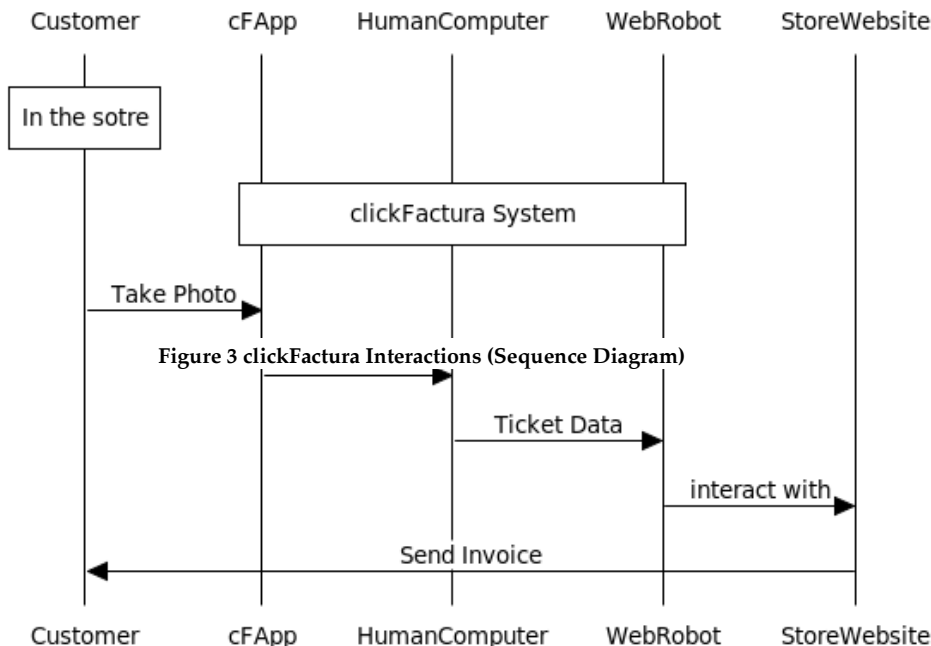 Customer cFApp HumanComputer WebRobot StoreWebsite
In the sotre
clickFactura System
Take Photo
Figure 3 clickFactura Interactions (Sequence Diagram)
Ticket Data
interact with
Send Invoice
Customer cFApp HumanComputer WebRobot StoreWebsite